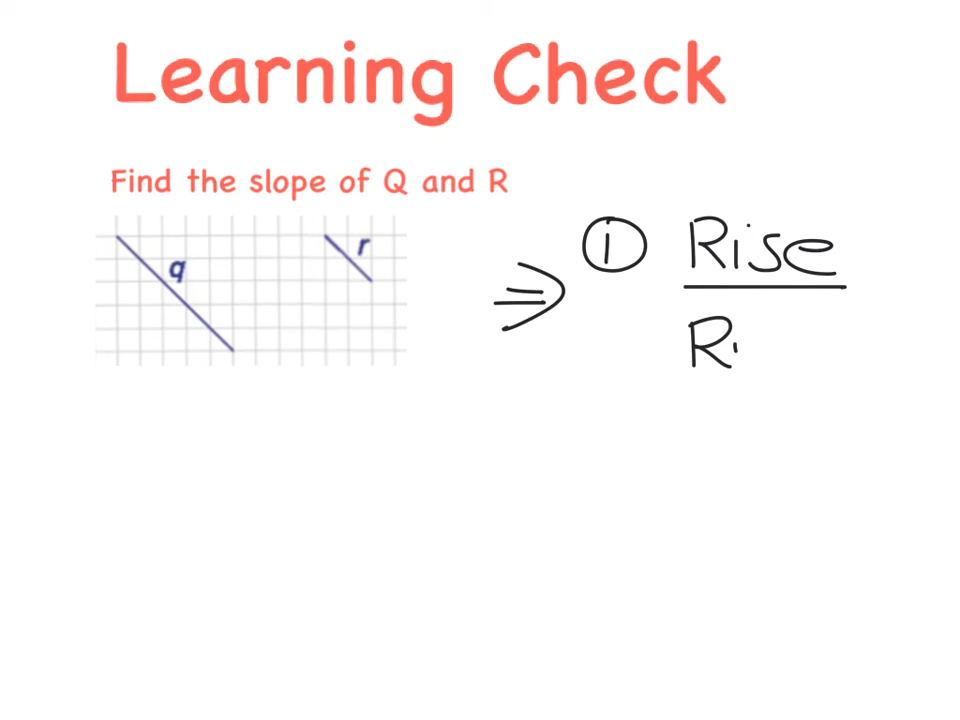 Learning Check
Find the slope of Q and R
q
r
⇒ ① Rise
R